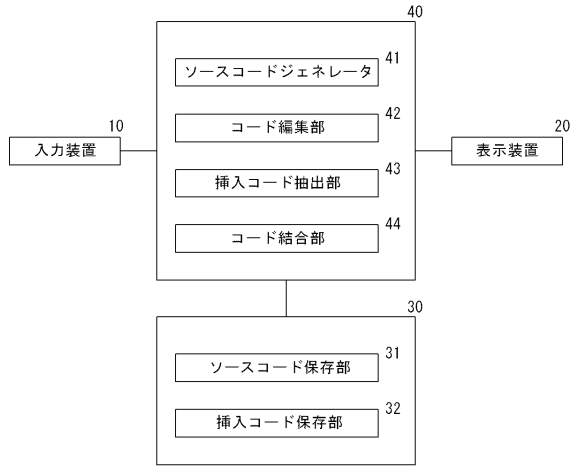 40
ソースコードジェネレータ
41
コード編集部
42
入力装置
10
表示装置
20
挿入コード抽出部
43
コード結合部
44
30
ソースコード保存部
31
挿入コード保存部
32